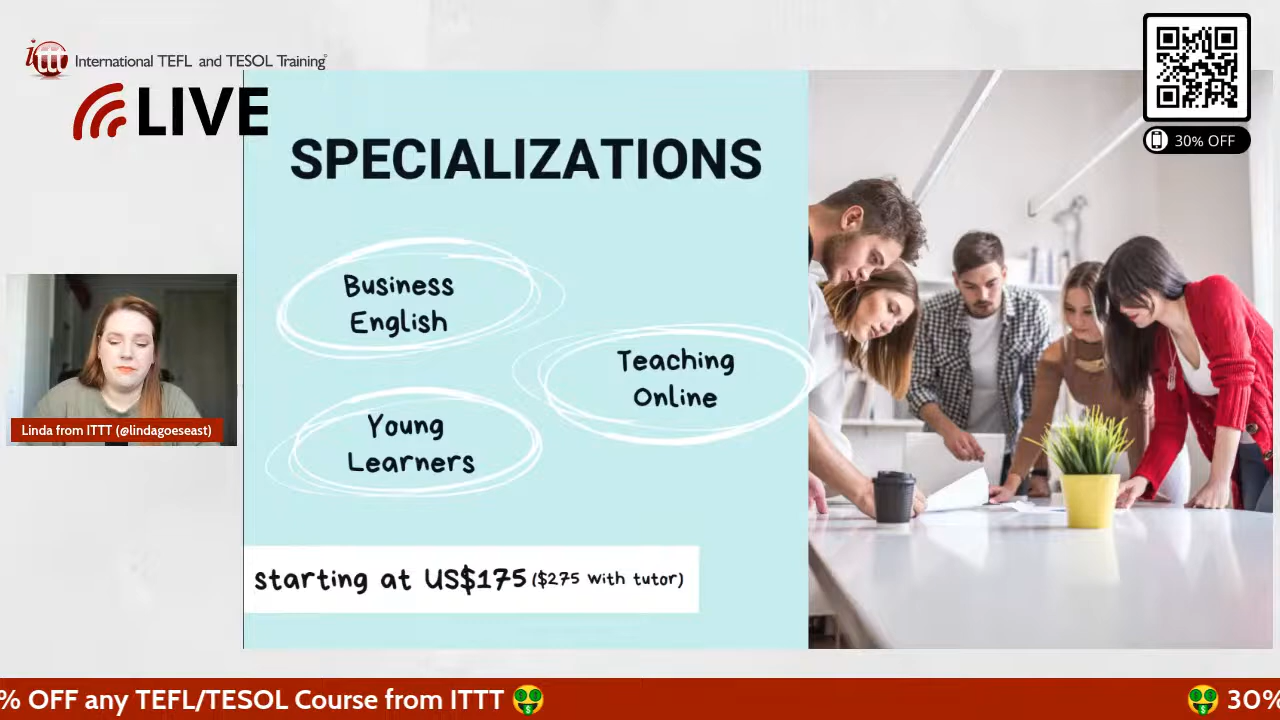 ittt International TEFL and TESOL Training
LIVE
30% OFF
SPECIALIZATIONS
Business
English
Teaching
Online
Young
Learners
Linda from ITTT (@lindagoeseast)
starting at US$175 ($275 with tutor)
% OFF any TEFL/TESOL Course from ITTT 🤑
🤑 30%